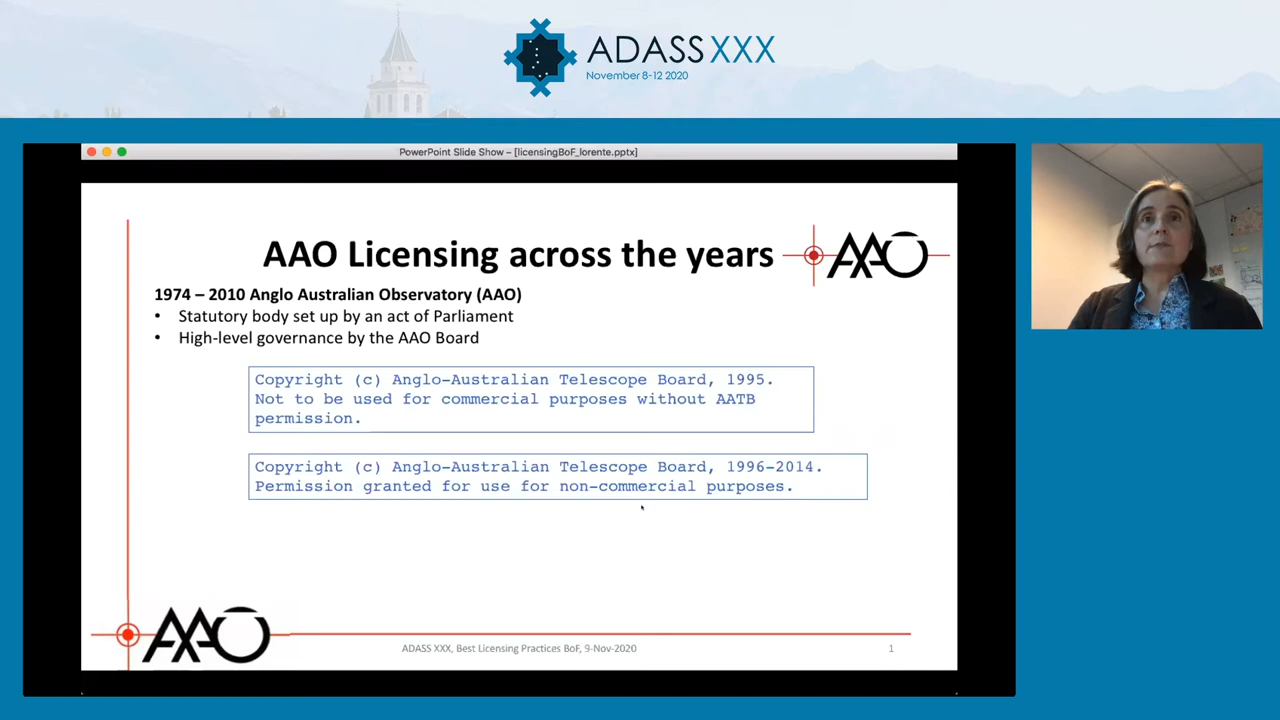 ADASS XXX
November 8-12 2020
PowerPoint Slide Show – [licensingBoF_lorente.pptx]
AAO Licensing across the years
AAO
1974 – 2010 Anglo Australian Observatory (AAO)
• Statutory body set up by an act of Parliament
• High-level governance by the AAO Board
Copyright (c) Anglo-Australian Telescope Board, 1995.
Not to be used for commercial purposes without AATB
permission.
Copyright (c) Anglo-Australian Telescope Board, 1996-2014.
Permission granted for use for non-commercial purposes.
AAO
ADASS XXX, Best Licensing Practices BoF, 9-Nov-2020
1